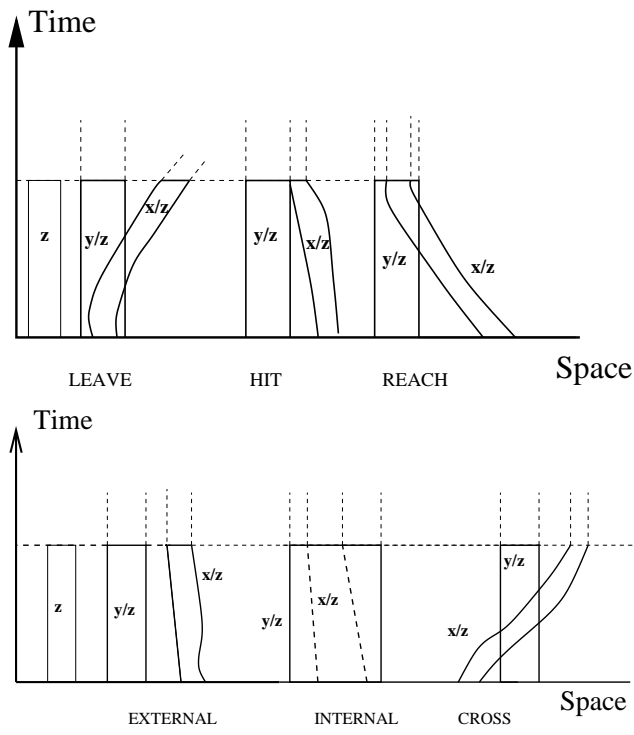 Time
z
y/z
x/z
y/z
x/z
y/z
x/z
LEAVE
HIT
REACH
Space
Time
z
y/z
x/z
y/z
x/z
y/z
x/z
Space
EXTERNAL
INTERNAL
CROSS